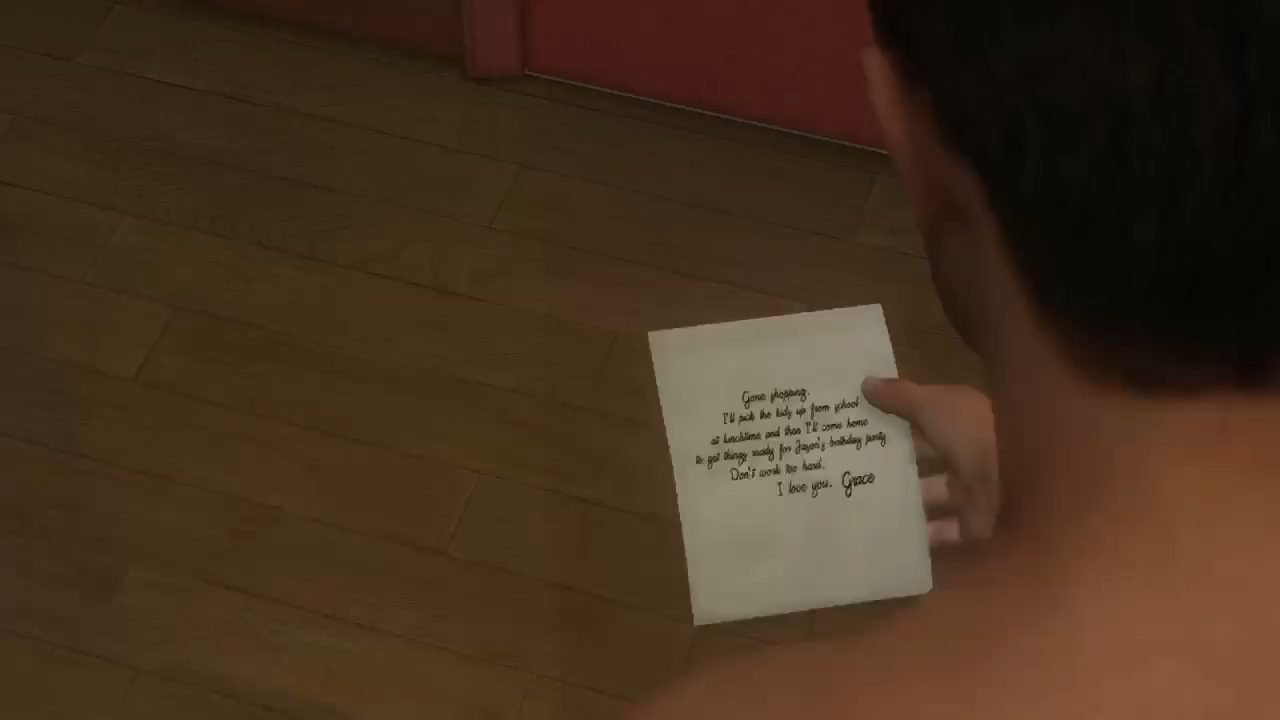 Gone shopping.
I'll pick the kids up from school
at lunchtime and then I'll come home
to get things ready for Jason's birthday party
Don't work too hard.
I love you. Grace